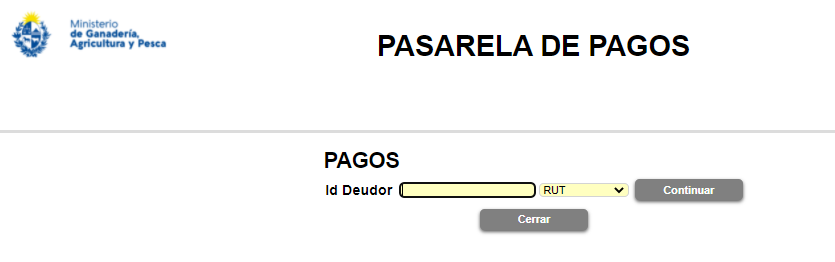 Ministerio
de Ganadería,
Agricultura y Pesca
PASARELA DE PAGOS
PAGOS
Id Deudor RUT Continuar
Cerrar